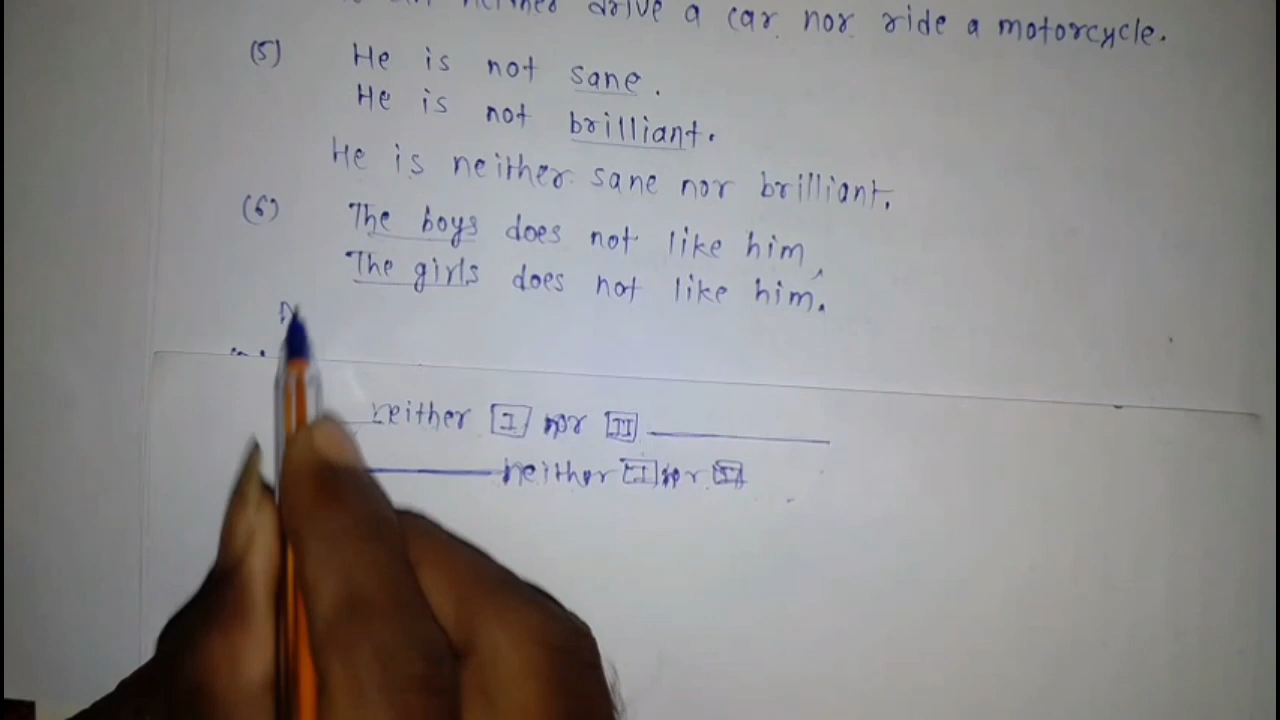 neither drive a car nor ride a motorcycle.
(5) He is not sane.
He is not brilliant.
He is neither sane nor brilliant.
(6) The boys does not like him,
The girls does not like him.
N
neither I nor II
neither I nor II